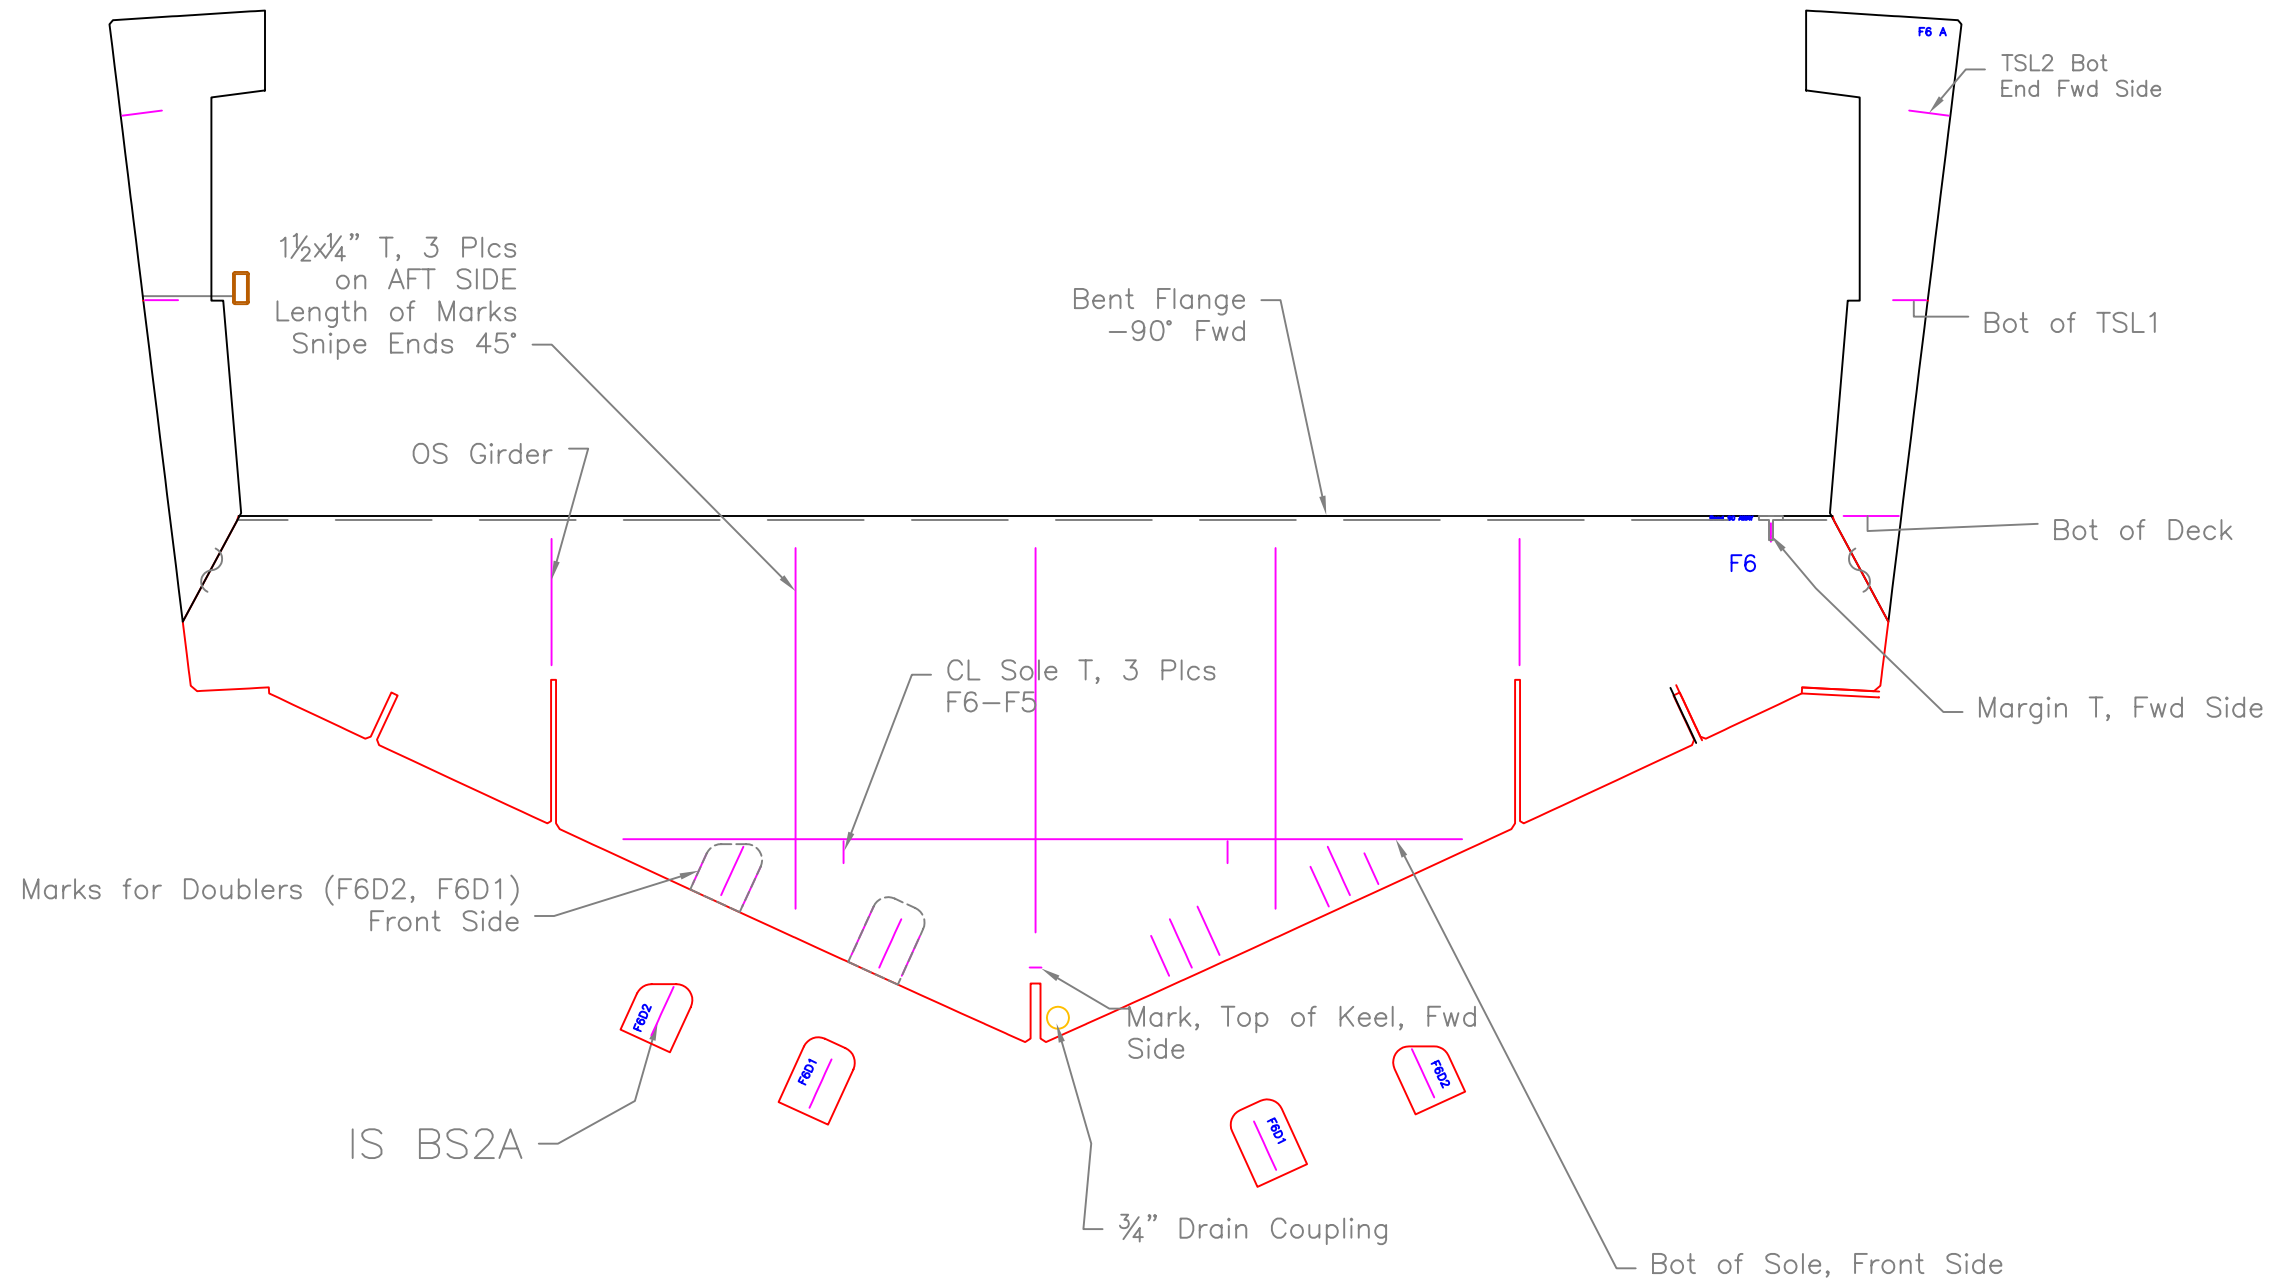 F6 A
TSL2 Bot
End Fwd Side
1½x¼" T, 3 Plcs
on AFT SIDE
Length of Marks
Snipe Ends 45°
Bent Flange
-90° Fwd
Bot of TSL1
OS Girder
Bot of Deck
F6
CL Sole T, 3 Plcs
F6-F5
Margin T, Fwd Side
Marks for Doublers (F6D2, F6D1)
Front Side
F6D2
F6D1
Mark, Top of Keel, Fwd
Side
F6D2
F6D1
IS BS2A
¾" Drain Coupling
Bot of Sole, Front Side